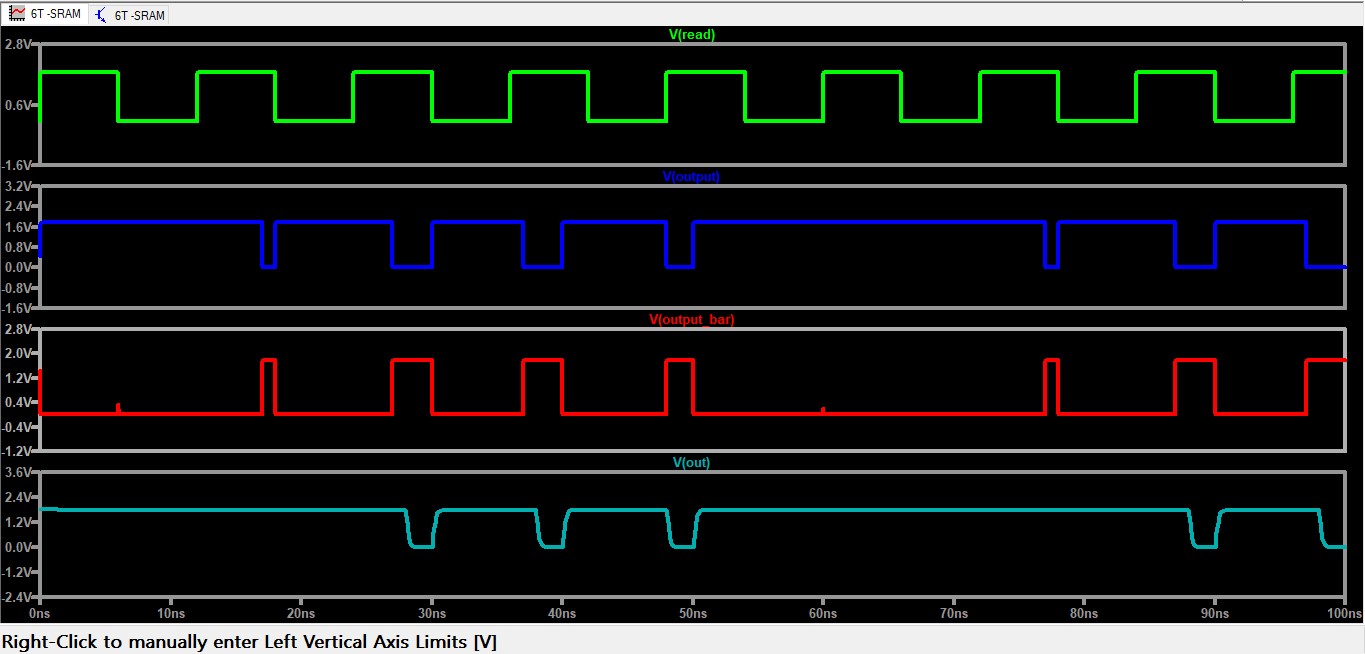 6T -SRAM 6T -SRAM
V(read)
2.8V
0.6V
-1.6V
V(output)
3.2V
2.4V
1.6V
0.8V
0.0V
-0.8V
-1.6V
V(output_bar)
2.8V
2.0V
1.2V
0.4V
-0.4V
-1.2V
V(out)
3.6V
2.4V
1.2V
0.0V
-1.2V
-2.4V
0ns 10ns 20ns 30ns 40ns 50ns 60ns 70ns 80ns 90ns 100ns
Right-Click to manually enter Left Vertical Axis Limits [V]